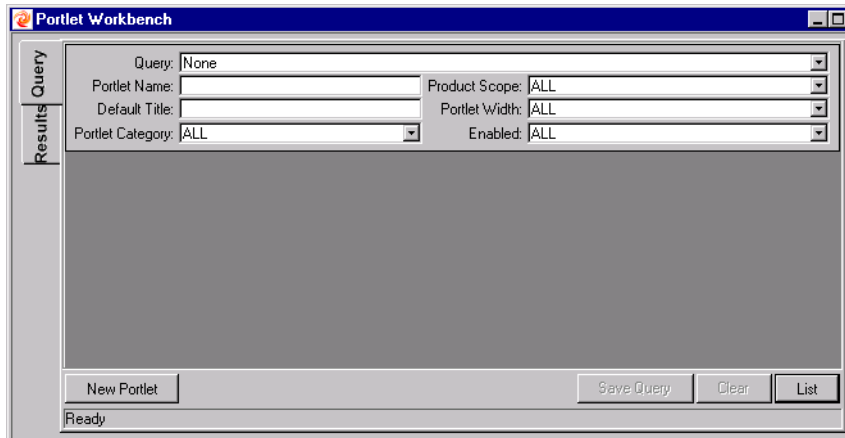 Portlet Workbench
Query
Results
Query: None
Portlet Name: Product Scope: ALL
Default Title: Portlet Width: ALL
Portlet Category: ALL Enabled: ALL
New Portlet Save Query Clear List
Ready